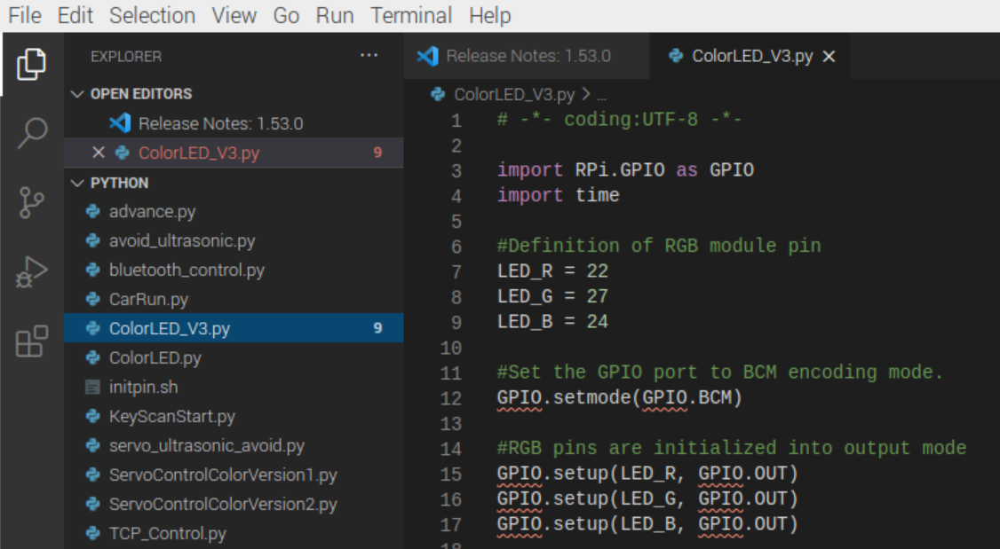 File Edit Selection View Go Run Terminal Help
EXPLORER ...
OPEN EDITORS
Release Notes: 1.53.0
ColorLED_V3.py 9
PYTHON
advance.py
avoid_ultrasonic.py
bluetooth_control.py
CarRun.py
ColorLED_V3.py 9
ColorLED.py
initpin.sh
KeyScanStart.py
servo_ultrasonic_avoid.py
ServoControlColorVersion1.py
ServoControlColorVersion2.py
TCP_Control.py
Release Notes: 1.53.0 ColorLED_V3.py
ColorLED_V3.py > ...
1 # -*- coding:UTF-8 -*-
2
3 import RPi.GPIO as GPIO
4 import time
5
6 #Definition of RGB module pin
7 LED_R = 22
8 LED_G = 27
9 LED_B = 24
10
11 #Set the GPIO port to BCM encoding mode.
12 GPIO.setmode(GPIO.BCM)
13
14 #RGB pins are initialized into output mode
15 GPIO.setup(LED_R, GPIO.OUT)
16 GPIO.setup(LED_G, GPIO.OUT)
17 GPIO.setup(LED_B, GPIO.OUT)
18